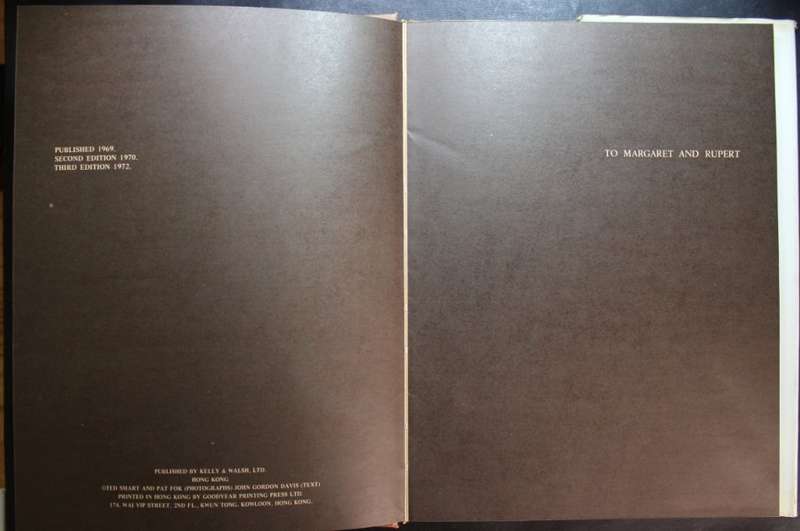 PUBLISHED 1969.
SECOND EDITION 1970.
THIRD EDITION 1972.
PUBLISHED BY KELLY & WALSH, LTD.
HONG KONG
©TED SMART AND PAT FOK (PHOTOGRAPHS) JOHN GORDON DAVIS (TEXT)
PRINTED IN HONG KONG BY GOODYEAR PRINTING PRESS LTD
174, WAI YIP STREET, 2ND FL., KWUN TONG, KOWLOON, HONG KONG.
TO MARGARET AND RUPERT